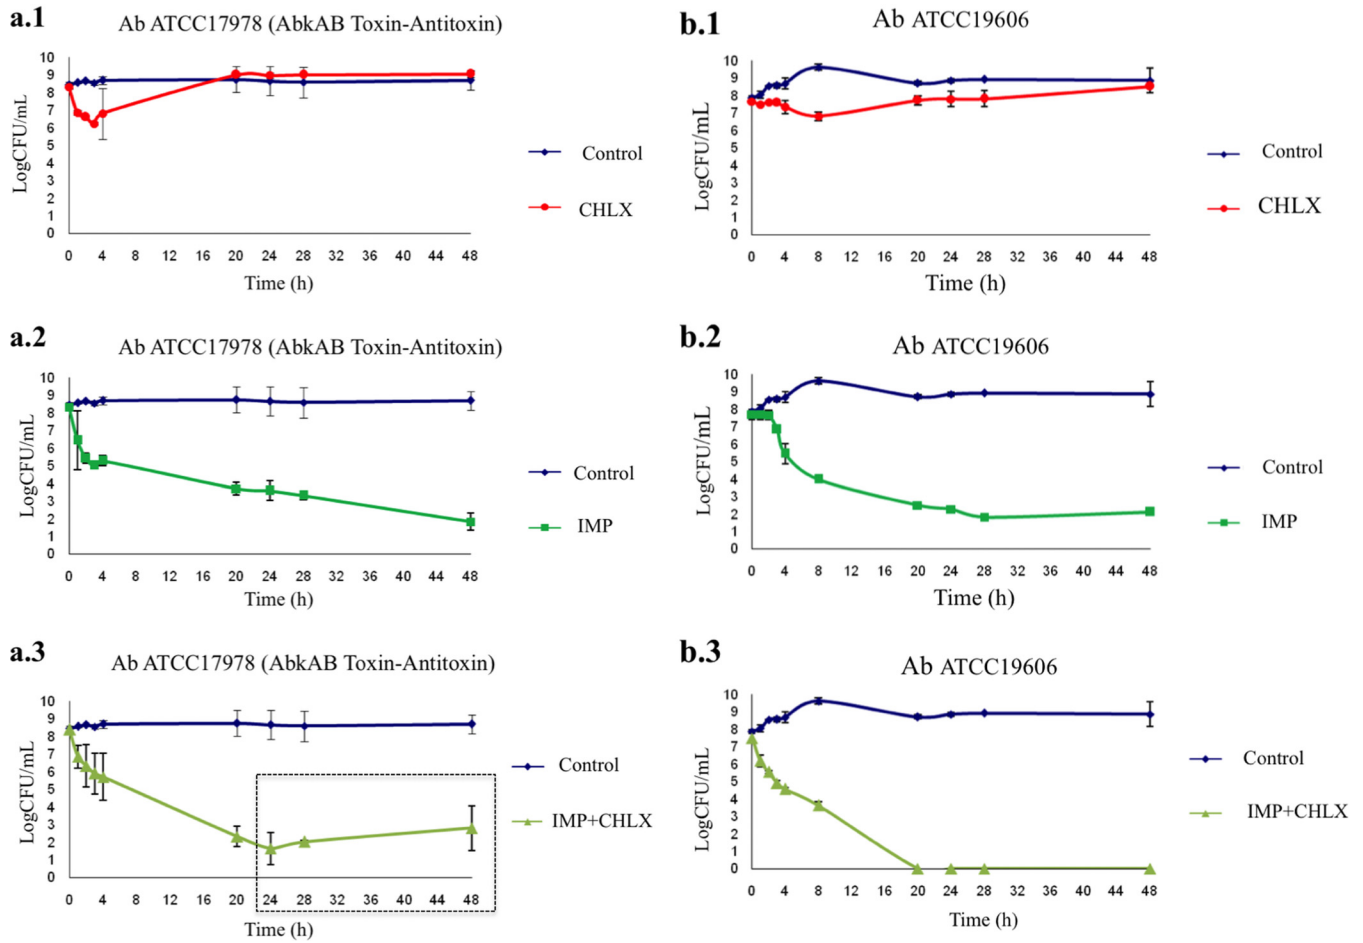 a.1
Ab ATCC17978 (AbkAB Toxin-Antitoxin)
10
9
8
7
6
5
4
3
2
1
0
LogCFU/mL
0 4 8 12 16 20 24 28 32 36 40 44 48
Time (h)
Control
CHLX
b.1
Ab ATCC19606
10
9
8
7
6
5
4
3
2
1
0
LogCFU/mL
0 4 8 12 16 20 24 28 32 36 40 44 48
Time (h)
Control
CHLX
a.2
Ab ATCC17978 (AbkAB Toxin-Antitoxin)
10
9
8
7
6
5
4
3
2
1
0
LogCFU/mL
0 4 8 12 16 20 24 28 32 36 40 44 48
Time (h)
Control
IMP
b.2
Ab ATCC19606
10
9
8
7
6
5
4
3
2
1
0
LogCFU/mL
0 4 8 12 16 20 24 28 32 36 40 44 48
Time (h)
Control
IMP
a.3
Ab ATCC17978 (AbkAB Toxin-Antitoxin)
10
9
8
7
6
5
4
3
2
1
0
LogCFU/mL
0 4 8 12 16 20 24 28 32 36 40 44 48
Time (h)
Control
IMP+CHLX
b.3
Ab ATCC19606
10
9
8
7
6
5
4
3
2
1
0
LogCFU/mL
0 4 8 12 16 20 24 28 32 36 40 44 48
Time (h)
Control
IMP+CHLX